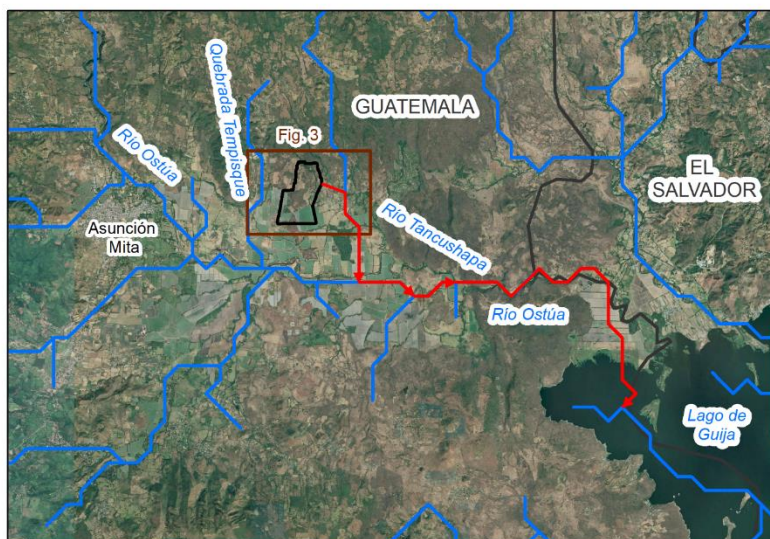 Quebrada Tempisque
GUATEMALA
Fig. 3
Río Ostúa
EL
SALVADOR
Asunción
Mita
Río Tancushapa
Río Ostúa
Lago de
Guija